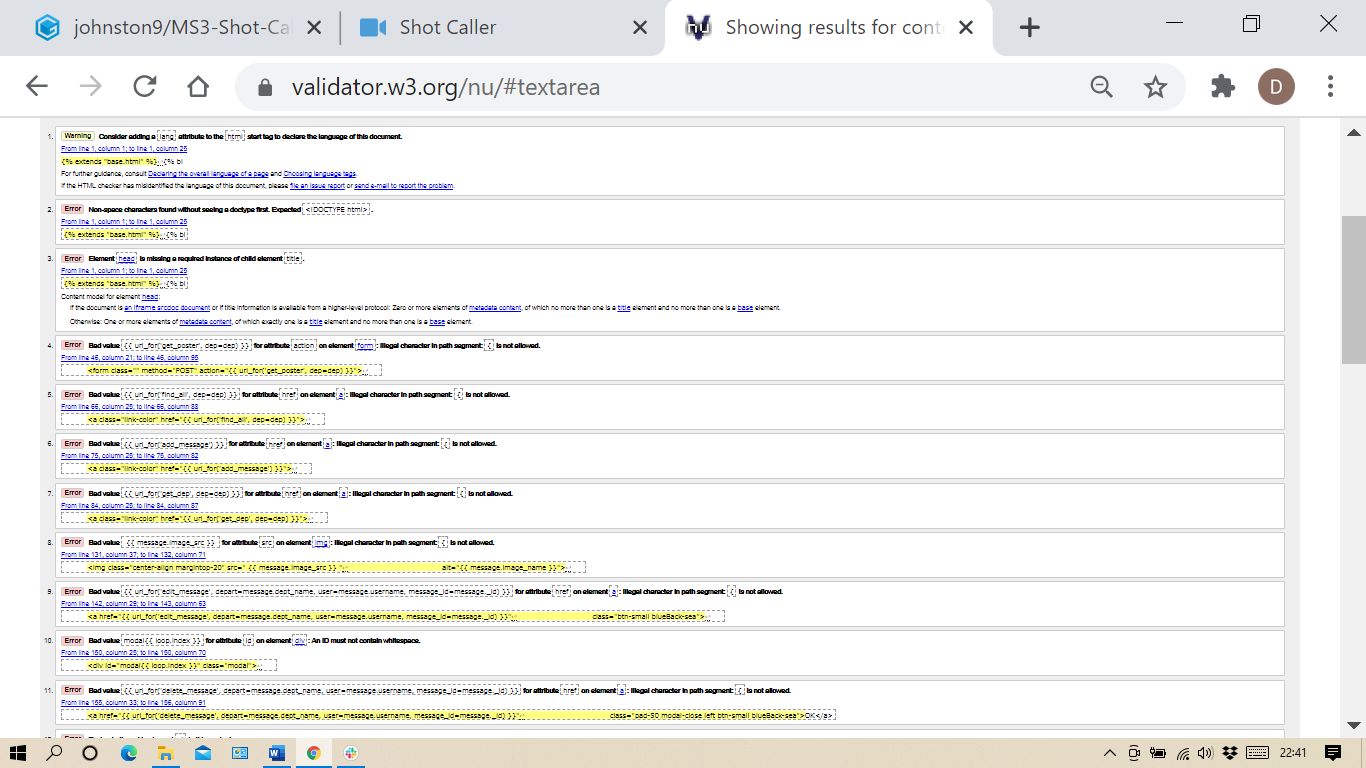 johnston9/MS3-Shot-Ca
Shot Caller
Showing results for cont
validator.w3.org/nu/#textarea
D
1. Warning Consider adding a lang attribute to the html start tag to declare the language of this document.
From line 1, column 1; to line 1, column 25
{% extends "base.html" %}↩↩{% bl
For further guidance, consult Declaring the overall language of a page and Choosing language tags.
If the HTML checker has misidentified the language of this document, please file an issue report or send e-mail to report the problem.
2. Error Non-space characters found without seeing a doctype first. Expected <!DOCTYPE html>.
From line 1, column 1; to line 1, column 25
{% extends "base.html" %}↩↩{% bl
3. Error Element head is missing a required instance of child element title.
From line 1, column 1; to line 1, column 25
{% extends "base.html" %}↩↩{% bl
Content model for element head:
If the document is an iframe srcdoc document or if title information is available from a higher-level protocol: Zero or more elements of metadata content, of which no more than one is a title element and no more than one is a base element.
Otherwise: One or more elements of metadata content, of which exactly one is a title element and no more than one is a base element.
4. Error Bad value {{ url_for('get_poster', dep=dep) }} for attribute action on element form: Illegal character in path segment: { is not allowed.
From line 46, column 21; to line 46, column 95
<form class="" method="POST" action="{{ url_for('get_poster', dep=dep) }}">↩
5. Error Bad value {{ url_for('find_all', dep=dep) }} for attribute href on element a: Illegal character in path segment: { is not allowed.
From line 66, column 25; to line 66, column 88
<a class="link-color" href="{{ url_for('find_all', dep=dep) }}">↩
6. Error Bad value {{ url_for('add_message') }} for attribute href on element a: Illegal character in path segment: { is not allowed.
From line 75, column 25; to line 75, column 82
<a class="link-color" href="{{ url_for('add_message') }}">↩
7. Error Bad value {{ url_for('get_dep', dep=dep) }} for attribute href on element a: Illegal character in path segment: { is not allowed.
From line 84, column 25; to line 84, column 87
<a class="link-color" href="{{ url_for('get_dep', dep=dep) }}">↩
8. Error Bad value {{ message.image_src }} for attribute src on element img: Illegal character in path segment: { is not allowed.
From line 131, column 37; to line 132, column 71
<img class="center-align margintop-20" src=" {{ message.image_src }} "↩ alt="{{ message.image_name }}">↩
9. Error Bad value {{ url_for('edit_message', depart=message.dept_name, user=message.username, message_id=message._id) }} for attribute href on element a: Illegal character in path segment: { is not allowed.
From line 142, column 29; to line 143, column 63
<a href="{{ url_for('edit_message', depart=message.dept_name, user=message.username, message_id=message._id) }}"↩ class="btn-small blueBack-sea">↩
10. Error Bad value modal{{ loop.index }} for attribute id on element div: An ID must not contain whitespace.
From line 150, column 25; to line 150, column 70
<div id="modal{{ loop.index }}" class="modal">↩
11. Error Bad value {{ url_for('delete_message', depart=message.dept_name, user=message.username, message_id=message._id) }} for attribute href on element a: Illegal character in path segment: { is not allowed.
From line 155, column 33; to line 156, column 91
<a href="{{ url_for('delete_message', depart=message.dept_name, user=message.username, message_id=message._id) }}"↩ class="pad-50 modal-close left btn-small blueBack-sea">OK</a>
22:41